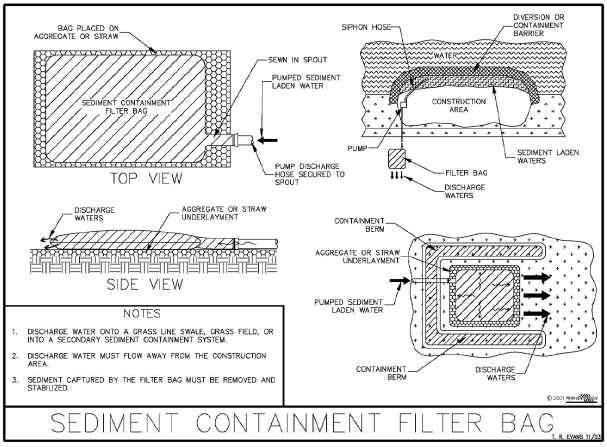 BAG PLACED ON
AGGREGATE OR STRAW
SEWN IN SPOUT
PUMPED SEDIMENT
LADEN WATER
SEDIMENT CONTAINMENT
FILTER BAG
PUMP DISCHARGE
HOSE SECURED TO
SPOUT
TOP VIEW
SIPHON HOSE
DIVERSION OR
CONTAINMENT
BARRIER
WATER
CONSTRUCTION
AREA
PUMP
SEDIMENT LADEN
WATERS
FILTER BAG
DISCHARGE
WATERS
DISCHARGE
WATERS
AGGREGATE OR STRAW
UNDERLAYMENT
SIDE VIEW
CONTAINMENT
BERM
AGGREGATE OR STRAW
UNDERLAYMENT
PUMPED SEDIMENT
LADEN WATER
CONTAINMENT
BERM
DISCHARGE
WATERS
NOTES
1. DISCHARGE WATER ONTO A GRASS LINE SWALE, GRASS FIELD, OR
INTO A SECONDARY SEDIMENT CONTAINMENT SYSTEM.
2. DISCHARGE WATER MUST FLOW AWAY FROM THE CONSTRUCTION
AREA.
3. SEDIMENT CAPTURED BY THE FILTER BAG MUST BE REMOVED AND
STABILIZED.
© 2001
SEDIMENT CONTAINMENT FILTER BAG
T. R. EVANS 11/03